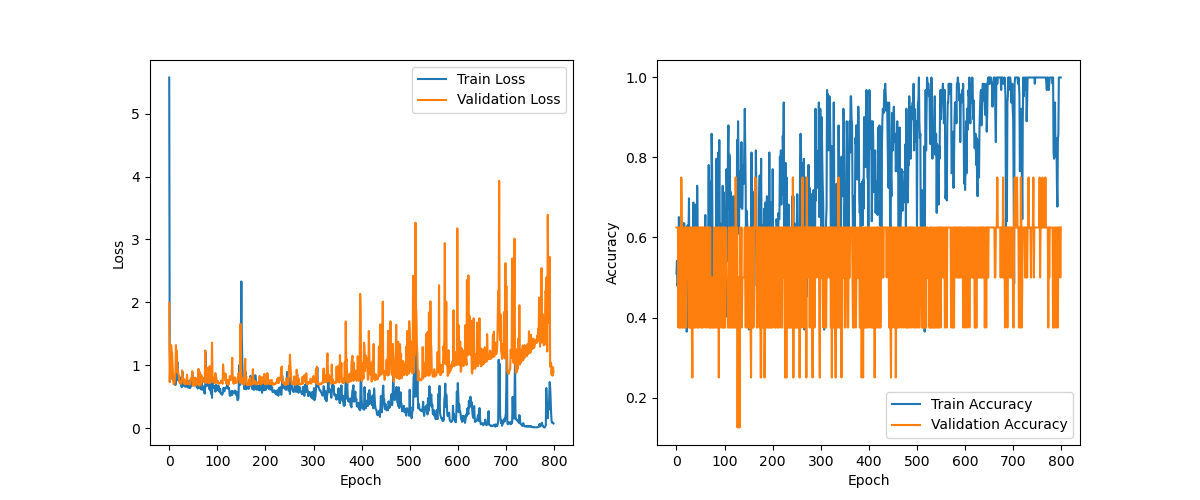 Train Loss
Validation Loss
5
4
3
2
1
0
Loss
0 100 200 300 400 500 600 700 800
Epoch
1.0
0.8
0.6
0.4
0.2
Accuracy
Train Accuracy
Validation Accuracy
0 100 200 300 400 500 600 700 800
Epoch